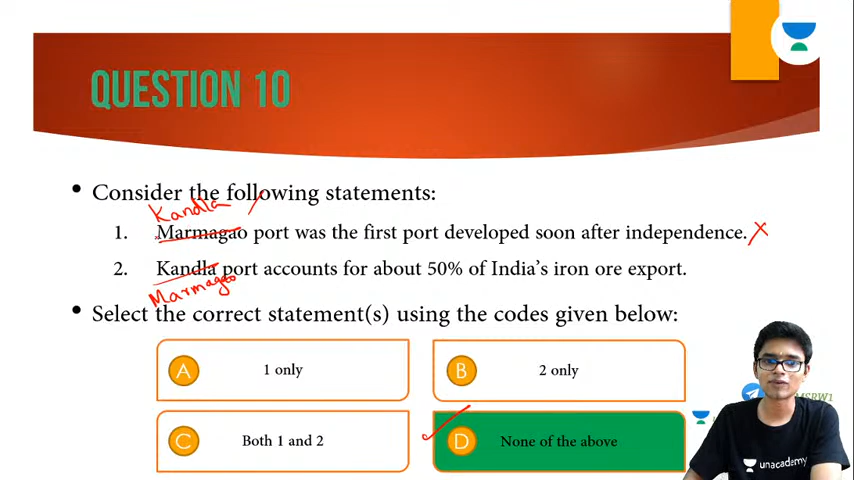 QUESTION 10
• Consider the following statements:
Kandla
1. Marmagao port was the first port developed soon after independence.
2. Kandla port accounts for about 50% of India's iron ore export.
Marmagao
• Select the correct statement(s) using the codes given below:
A 1 only
B 2 only
C Both 1 and 2
D None of the above
unacademy